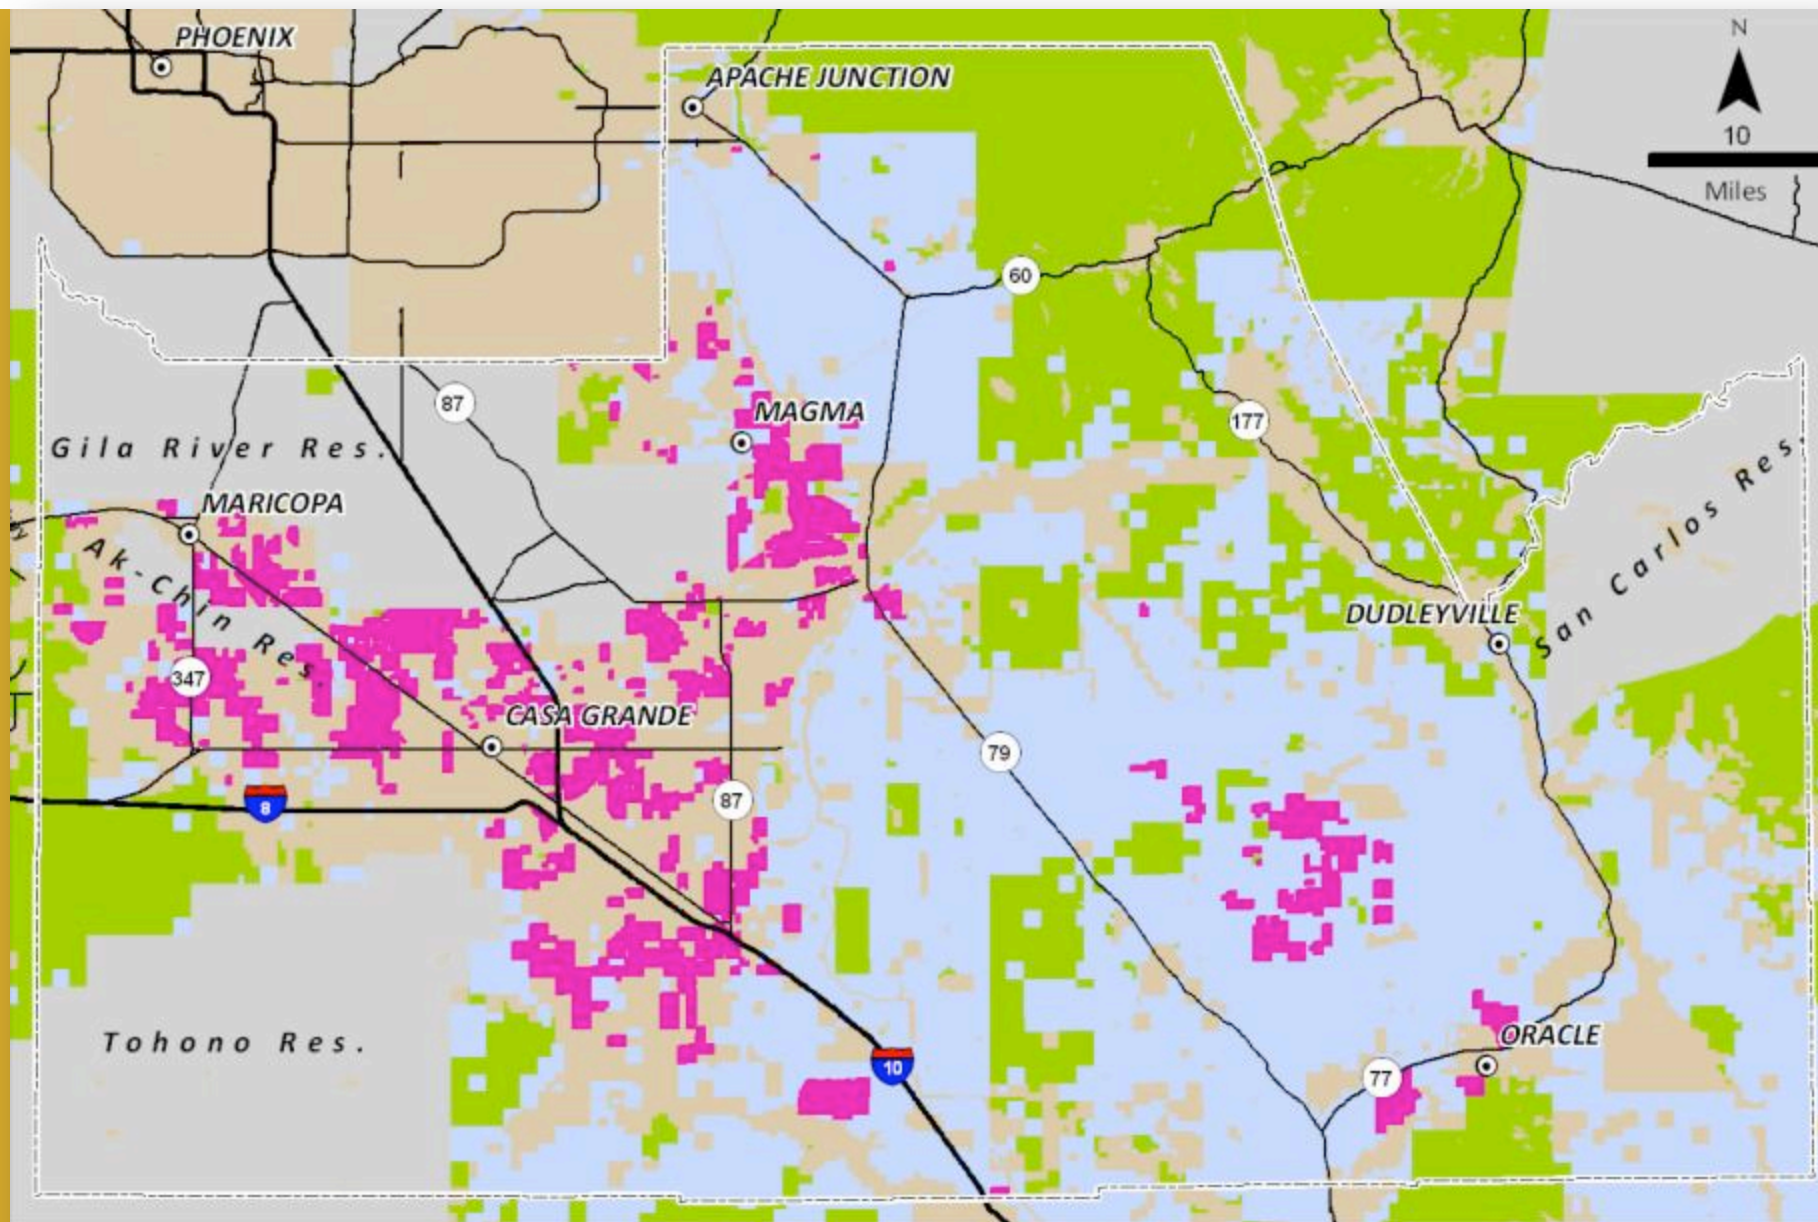 PHOENIX
N
APACHE JUNCTION
10
Miles
60
87
MAGMA
177
Gila River Res.
San Carlos Res.
MARICOPA
Ak-Chin Res.
DUDLEYVILLE
347
CASA GRANDE
79
87
8
Tohono Res.
ORACLE
10
77